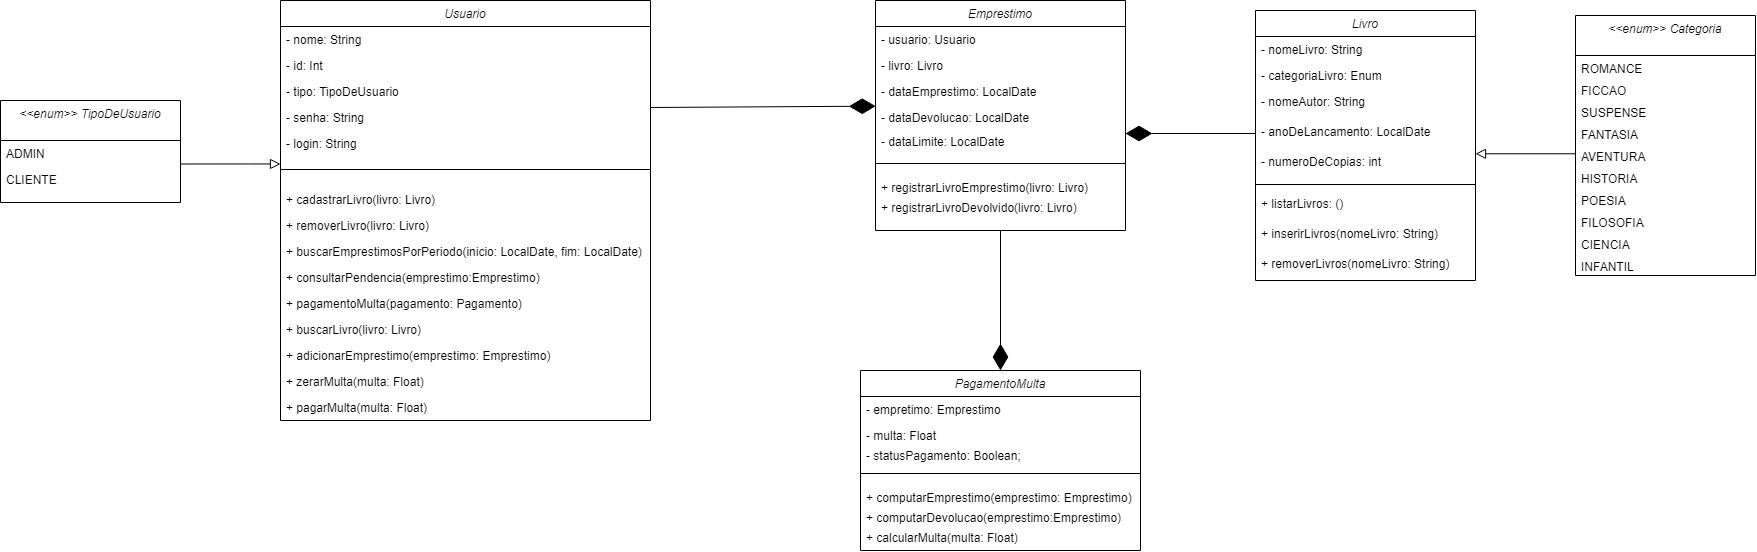 <<enum>> TipoDeUsuario
ADMIN
CLIENTE
Usuario
- nome: String
- id: Int
- tipo: TipoDeUsuario
- senha: String
- login: String
+ cadastrarLivro(livro: Livro)
+ removerLivro(livro: Livro)
+ buscarEmprestimosPorPeriodo(inicio: LocalDate, fim: LocalDate)
+ consultarPendencia(emprestimo:Emprestimo)
+ pagamentoMulta(pagamento: Pagamento)
+ buscarLivro(livro: Livro)
+ adicionarEmprestimo(emprestimo: Emprestimo)
+ zerarMulta(multa: Float)
+ pagarMulta(multa: Float)
Emprestimo
- usuario: Usuario
- livro: Livro
- dataEmprestimo: LocalDate
- dataDevolucao: LocalDate
- dataLimite: LocalDate
+ registrarLivroEmprestimo(livro: Livro)
+ registrarLivroDevolvido(livro: Livro)
PagamentoMulta
- empretimo: Emprestimo
- multa: Float
- statusPagamento: Boolean;
+ computarEmprestimo(emprestimo: Emprestimo)
+ computarDevolucao(emprestimo:Emprestimo)
+ calcularMulta(multa: Float)
Livro
- nomeLivro: String
- categoriaLivro: Enum
- nomeAutor: String
- anoDeLancamento: LocalDate
- numeroDeCopias: int
+ listarLivros: ()
+ inserirLivros(nomeLivro: String)
+ removerLivros(nomeLivro: String)
<<enum>> Categoria
ROMANCE
FICCAO
SUSPENSE
FANTASIA
AVENTURA
HISTORIA
POESIA
FILOSOFIA
CIENCIA
INFANTIL